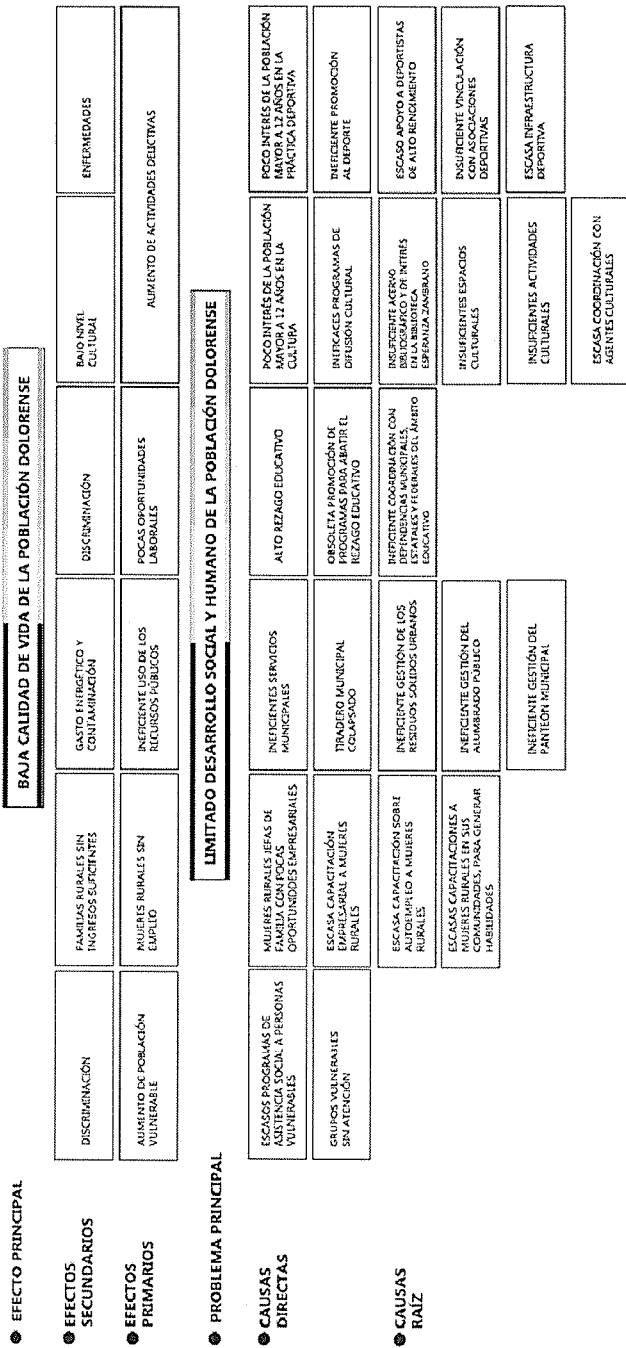 EFECTO PRINCIPAL
BAJA CALIDAD DE VIDA DE LA POBLACIÓN DOLORENSE
EFECTOS
SECUNDARIOS
DISCRIMINACIÓN
FAMILIAS RURALES SIN
INGRESOS SUFICIENTES
GASTO ENERGÉTICO Y
CONTAMINACIÓN
DISCRIMINACIÓN
BAJO NIVEL
CULTURAL
ENFERMEDADES
EFECTOS
PRIMARIOS
AUMENTO DE POBLACIÓN
VULNERABLE
MUJERES RURALES SIN
EMPLEO
INEFICIENTE USO DE LOS
RECURSOS PÚBLICOS
POCAS OPORTUNIDADES
LABORALES
AUMENTO DE ACTIVIDADES DELICTIVAS
PROBLEMA PRINCIPAL
LIMITADO DESARROLLO SOCIAL Y HUMANO DE LA POBLACIÓN DOLORENSE
CAUSAS
DIRECTAS
ESCASOS PROGRAMAS DE
ASISTENCIA SOCIAL A PERSONAS
VULNERABLES
MUJERES RURALES JEFAS DE
FAMILIA CON POCAS
OPORTUNIDDES EMPRESARIALES
INEFICIENTES SERVICIOS
MUNICIPALES
ALTO REZAGO EDUCATIVO
POCO INTERÉS DE LA POBLACIÓN
MAYOR A 12 AÑOS EN LA
CULTURA
POCO INTERÉS DE LA POBLACIÓN
MAYOR A 12 AÑOS EN LA
PRÁCTICA DEPORTIVA
GRUPOS VULNERABLES
SIN ATENCIÓN
ESCASA CAPACITACIÓN
EMPRESARIAL A MUJERES
RURALES
TIRADERO MUNICIPAL
COLAPSADO
OBSOLETA PROMOCIÓN DE
PROGRAMAS PARA ABATIR EL
REZAGO EDUCATIVO
INEFICACES PROGRAMAS DE
DIFUSIÓN CULTURAL
INEFICIENTE PROMOCIÓN
AL DEPORTE
CAUSAS
RAÍZ
ESCASA CAPACITACIÓN SOBRE
AUTOEMPLEO A MUJERES
RURALES
INEFICIENTE GESTIÓN DE LOS
RESIDUOS SÓLIDOS URBANOS
INEFICIENTE COORDINACIÓN CON
DEPENDENCIAS MUNICIPALES,
ESTATALES Y FEDERALES DEL ÁMBITO
EDUCATIVO
INSUFICIENTE ACERVO
BIBLIOGRÁFICO Y DE INTERÉS
EN LA BIBLIOTECA
ESPERANZA ZAMBRANO
ESCASO APOYO A DEPORTISTAS
DE ALTO RENDIMIENTO
ESCASAS CAPACITACIONES A
MUJERES RURALES EN SUS
COMUNIDADES, PARA GENERAR
HABILIDADES
INEFICIENTE GESTIÓN DEL
ALUMBRADO PÚBLICO
INSUFICIENTES ESPACIOS
CULTURALES
INSUFICIENTE VINCULACIÓN
CON ASOCIACIONES
DEPORTIVAS
INEFICIENTE GESTIÓN DEL
PANTEÓN MUNICIPAL
INSUFICIENTES ACTIVIDADES
CULTURALES
ESCASA INFRAESTRUCTURA
DEPORTIVA
ESCASA COORDINACIÓN CON
AGENTES CULTURALES